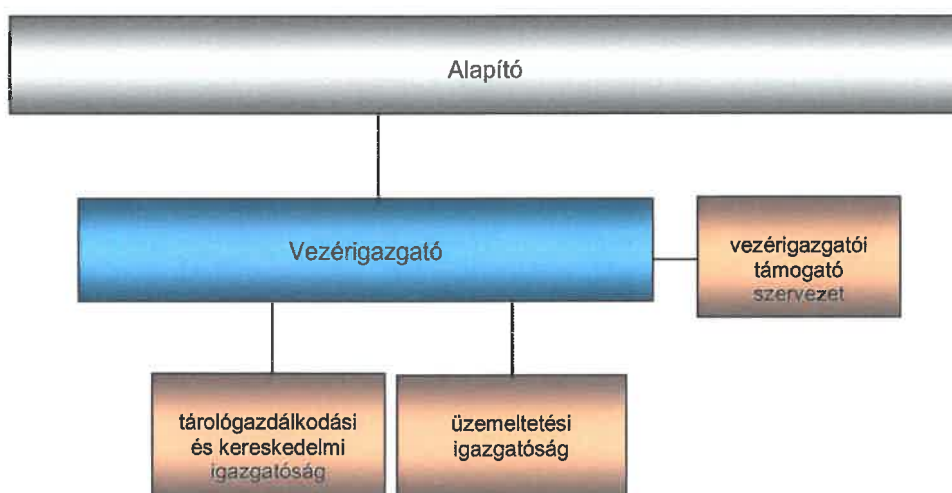 Alapító
Vezérigazgató
vezérigazgatói
támogató
szervezet
tárológazdálkodási
és kereskedelmi
igazgatóság
üzemeltetési
igazgatóság